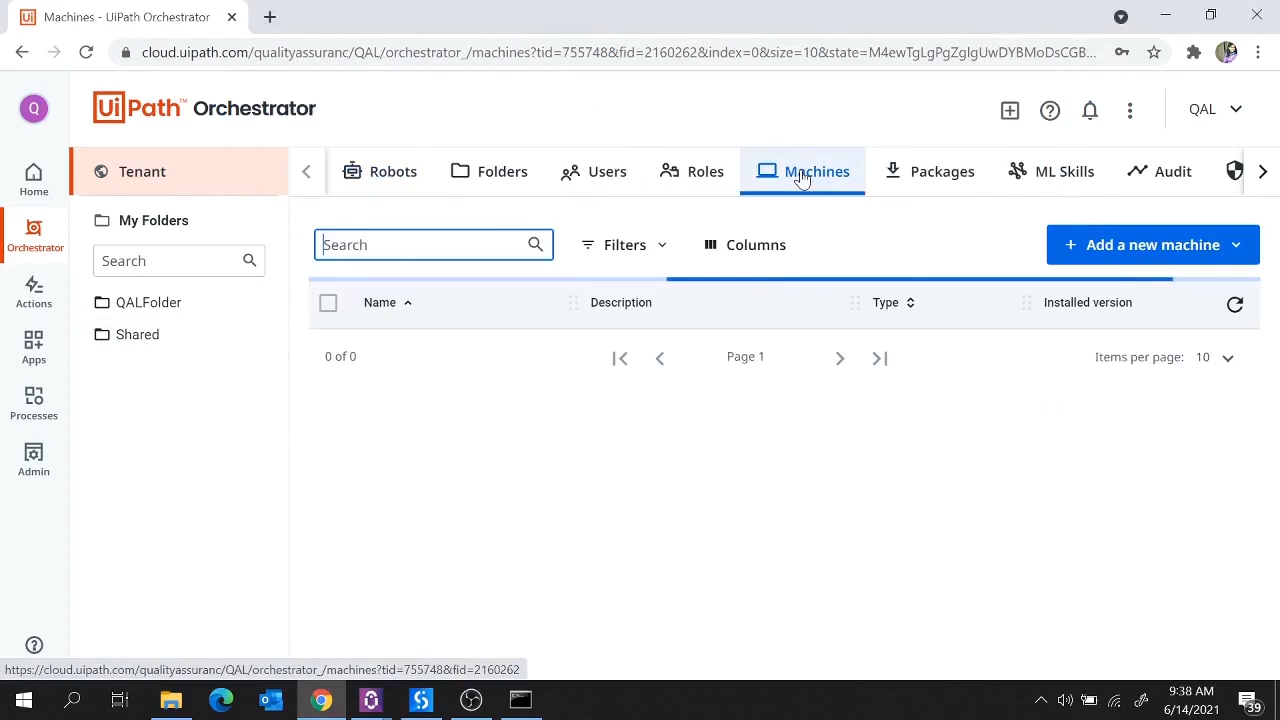 Machines - UiPath Orchestrator
cloud.uipath.com/qualityassuranc/QAL/orchestrator_/machines?tid=755748&fid=2160262&index=0&size=10&state=M4ewTgLgPgZglgUwDYBMoDsCGB...
Q
UiPath™ Orchestrator
QAL
Home
Orchestrator
Actions
Apps
Processes
Admin
Tenant
My Folders
Search
QALFolder
Shared
Robots
Folders
Users
Roles
Machines
Packages
ML Skills
Audit
Search
Filters
Columns
+ Add a new machine
Name
Description
Type
Installed version
0 of 0
Page 1
Items per page: 10
https://cloud.uipath.com/qualityassuranc/QAL/orchestrator_/machines?tid=755748&fid=2160262
9:38 AM
6/14/2021
39